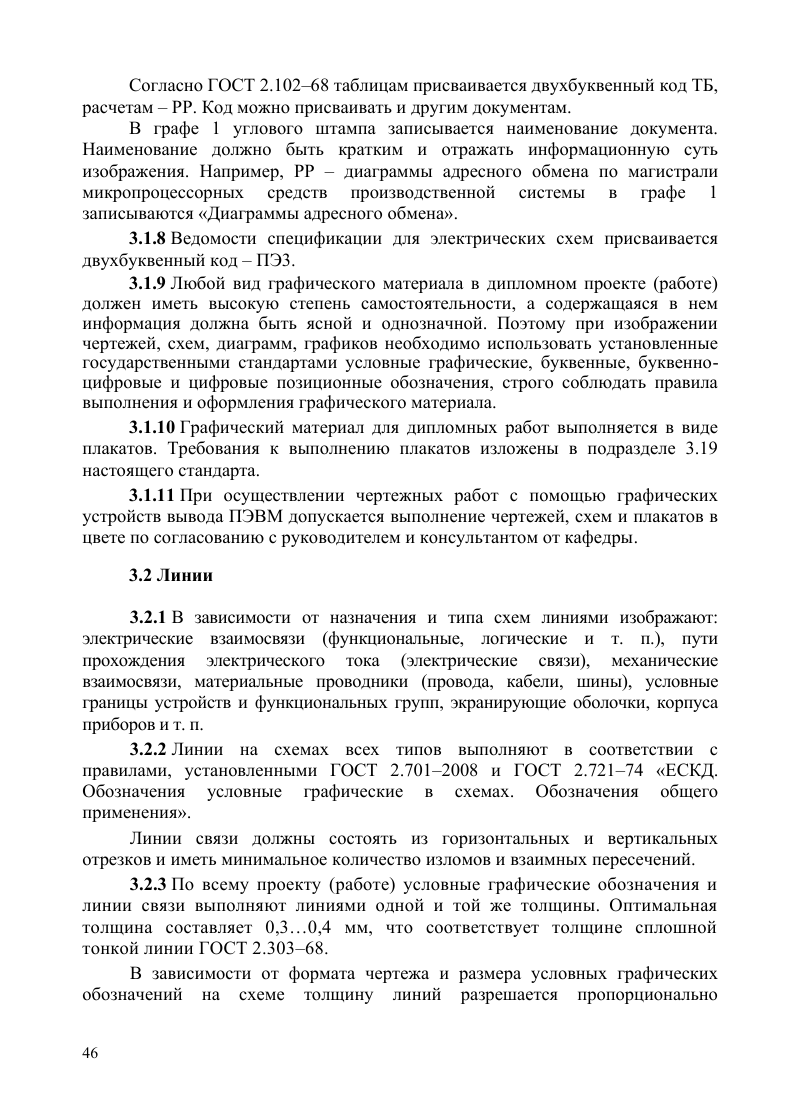 Согласно ГОСТ 2.102–68 таблицам присваивается двухбуквенный код ТБ,
расчетам – РР. Код можно присваивать и другим документам.
В графе 1 углового штампа записывается наименование документа.
Наименование должно быть кратким и отражать информационную суть
изображения. Например, РР – диаграммы адресного обмена по магистрали
микропроцессорных средств производственной системы в графе 1
записываются «Диаграммы адресного обмена».
3.1.8 Ведомости спецификации для электрических схем присваивается
двухбуквенный код – ПЭ3.
3.1.9 Любой вид графического материала в дипломном проекте (работе)
должен иметь высокую степень самостоятельности, а содержащаяся в нем
информация должна быть ясной и однозначной. Поэтому при изображении
чертежей, схем, диаграмм, графиков необходимо использовать установленные
государственными стандартами условные графические, буквенные, буквенно-
цифровые и цифровые позиционные обозначения, строго соблюдать правила
выполнения и оформления графического материала.
3.1.10 Графический материал для дипломных работ выполняется в виде
плакатов. Требования к выполнению плакатов изложены в подразделе 3.19
настоящего стандарта.
3.1.11 При осуществлении чертежных работ с помощью графических
устройств вывода ПЭВМ допускается выполнение чертежей, схем и плакатов в
цвете по согласованию с руководителем и консультантом от кафедры.
3.2 Линии
3.2.1 В зависимости от назначения и типа схем линиями изображают:
электрические взаимосвязи (функциональные, логические и т. п.), пути
прохождения электрического тока (электрические связи), механические
взаимосвязи, материальные проводники (провода, кабели, шины), условные
границы устройств и функциональных групп, экранирующие оболочки, корпуса
приборов и т. п.
3.2.2 Линии на схемах всех типов выполняют в соответствии с
правилами, установленными ГОСТ 2.701–2008 и ГОСТ 2.721–74 «ЕСКД.
Обозначения условные графические в схемах. Обозначения общего
применения».
Линии связи должны состоять из горизонтальных и вертикальных
отрезков и иметь минимальное количество изломов и взаимных пересечений.
3.2.3 По всему проекту (работе) условные графические обозначения и
линии связи выполняют линиями одной и той же толщины. Оптимальная
толщина составляет 0,3…0,4 мм, что соответствует толщине сплошной
тонкой линии ГОСТ 2.303–68.
В зависимости от формата чертежа и размера условных графических
обозначений на схеме толщину линий разрешается пропорционально
46